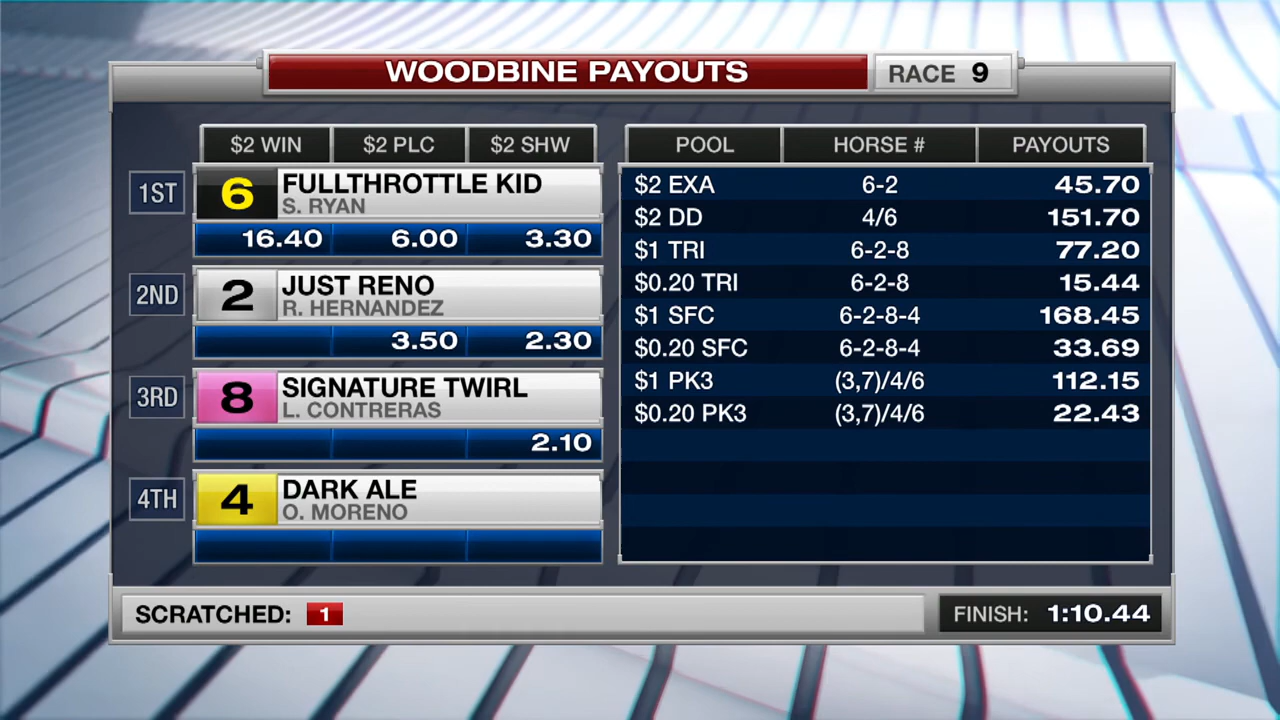 WOODBINE PAYOUTS RACE 9
$2 WIN $2 PLC $2 SHW
1ST 6 FULLTHROTTLE KID
S. RYAN
16.40 6.00 3.30
2ND 2 JUST RENO
R. HERNANDEZ
3.50 2.30
3RD 8 SIGNATURE TWIRL
L. CONTRERAS
2.10
4TH 4 DARK ALE
O. MORENO
POOL HORSE # PAYOUTS
$2 EXA 6-2 45.70
$2 DD 4/6 151.70
$1 TRI 6-2-8 77.20
$0.20 TRI 6-2-8 15.44
$1 SFC 6-2-8-4 168.45
$0.20 SFC 6-2-8-4 33.69
$1 PK3 (3,7)/4/6 112.15
$0.20 PK3 (3,7)/4/6 22.43
SCRATCHED: 1
FINISH: 1:10.44